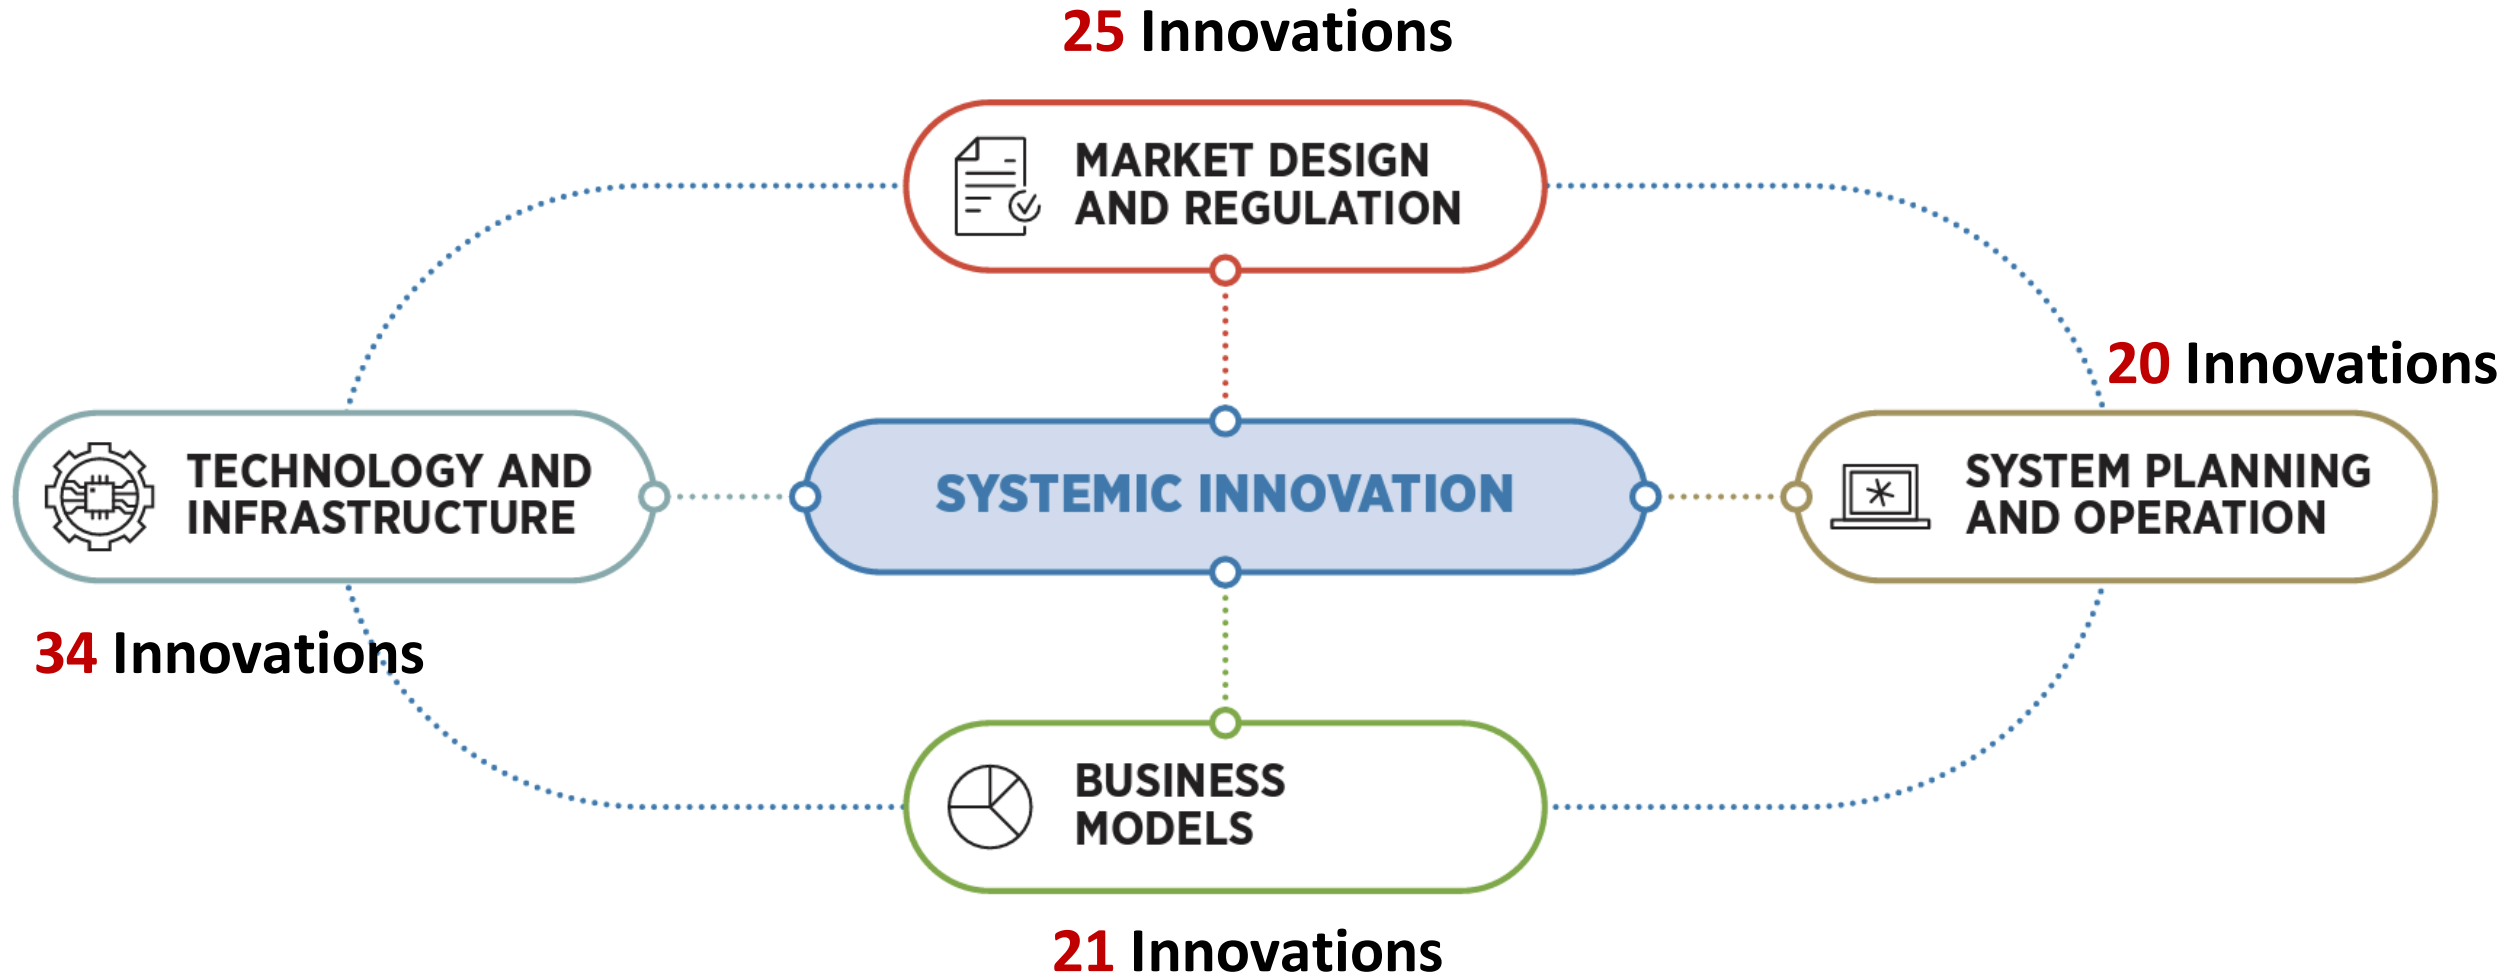 25 Innovations
MARKET DESIGN
AND REGULATION
20 Innovations
TECHNOLOGY AND
INFRASTRUCTURE
SYSTEMIC INNOVATION
SYSTEM PLANNING
AND OPERATION
34 Innovations
BUSINESS
MODELS
21 Innovations